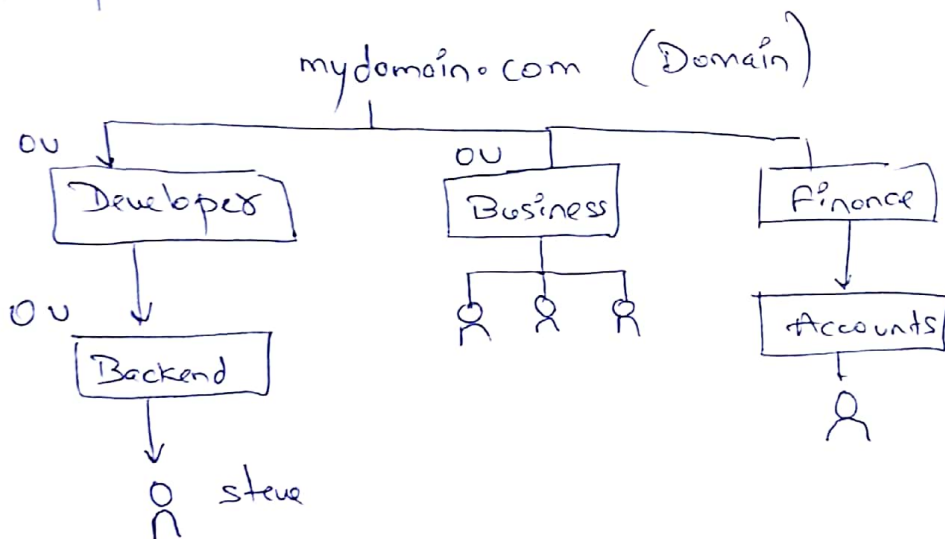 mydomain.com (Domain)
OU
Developer
OU
Business
Finance
OU
Backend
Accounts
steve